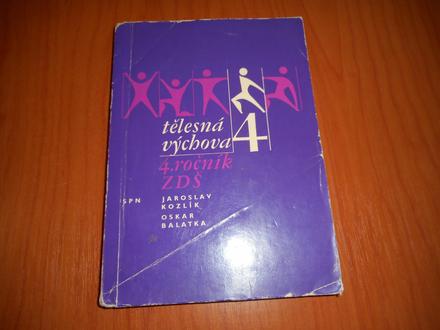 tělesná
výchova 4
4. ročník
ZDŠ
SPN JAROSLAV
KOZLÍK
OSKAR
BALATKA